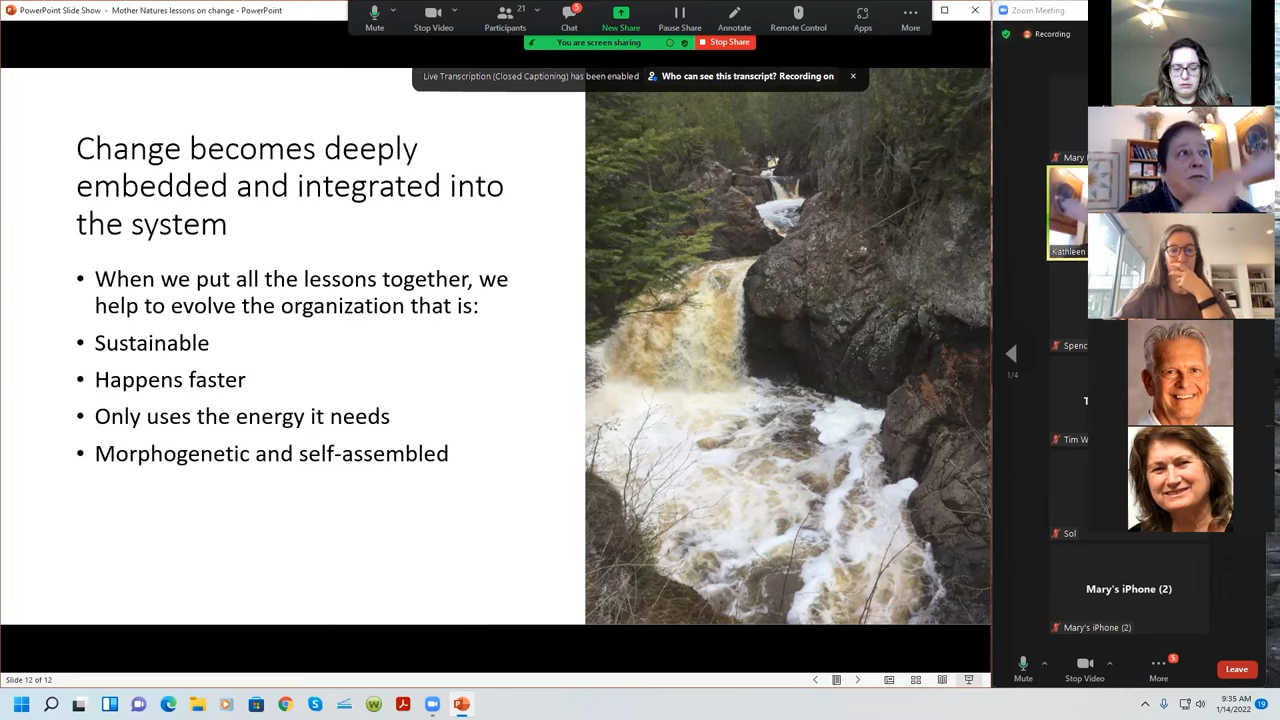 PowerPoint Slide Show - Mother Natures lessons on change - PowerPoint
Mute
Stop Video
21
Participants
5
Chat
New Share
Pause Share
Annotate
Remote Control
Apps
More
You are screen sharing
Stop Share
Live Transcription (Closed Captioning) has been enabled
Who can see this transcript? Recording on
Change becomes deeply
embedded and integrated into
the system
• When we put all the lessons together, we
help to evolve the organization that is:
• Sustainable
• Happens faster
• Only uses the energy it needs
• Morphogenetic and self-assembled
Zoom Meeting
Recording
Mary
Kathleen
1/4
Spenc
T
Tim W
Sol
Mary's iPhone (2)
Mary's iPhone (2)
Mute
Stop Video
5
More
Leave
Slide 12 of 12
9:35 AM
1/14/2022
19